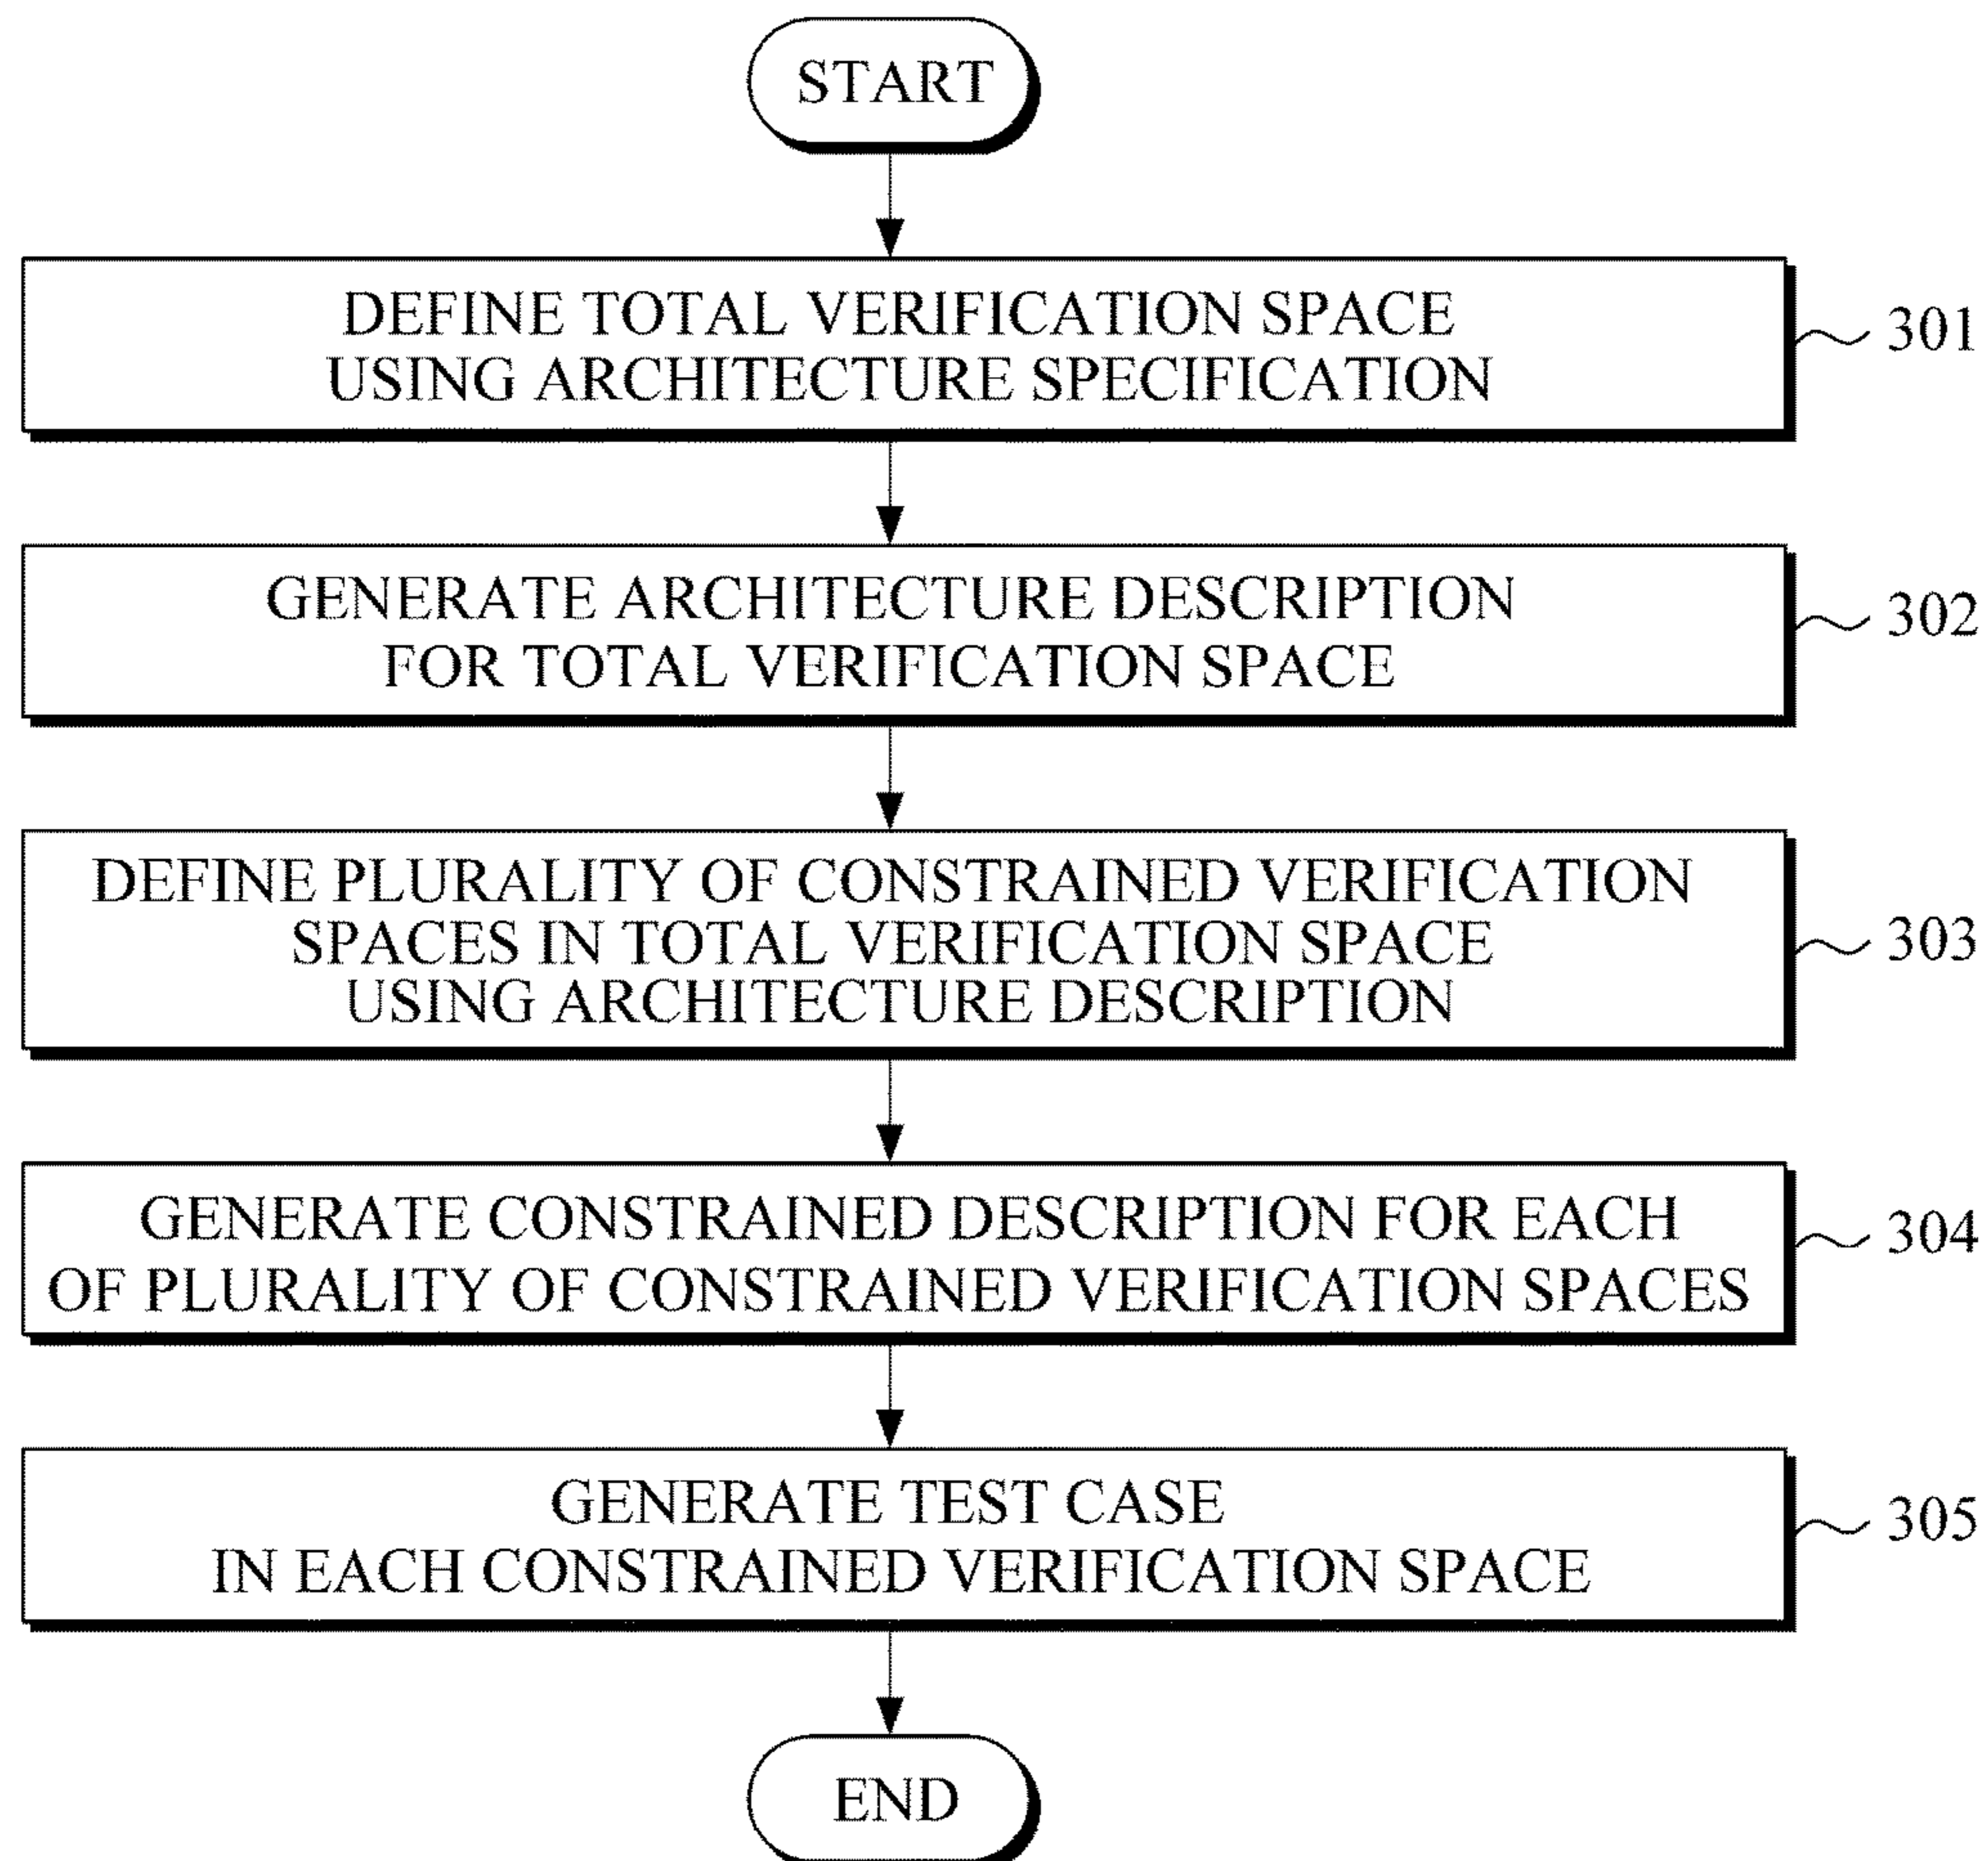 START
DEFINE TOTAL VERIFICATION SPACE
USING ARCHITECTURE SPECIFICATION
301
GENERATE ARCHITECTURE DESCRIPTION
FOR TOTAL VERIFICATION SPACE
302
DEFINE PLURALITY OF CONSTRAINED VERIFICATION
SPACES IN TOTAL VERIFICATION SPACE
USING ARCHITECTURE DESCRIPTION
303
GENERATE CONSTRAINED DESCRIPTION FOR EACH
OF PLURALITY OF CONSTRAINED VERIFICATION SPACES
304
GENERATE TEST CASE
IN EACH CONSTRAINED VERIFICATION SPACE
305
END